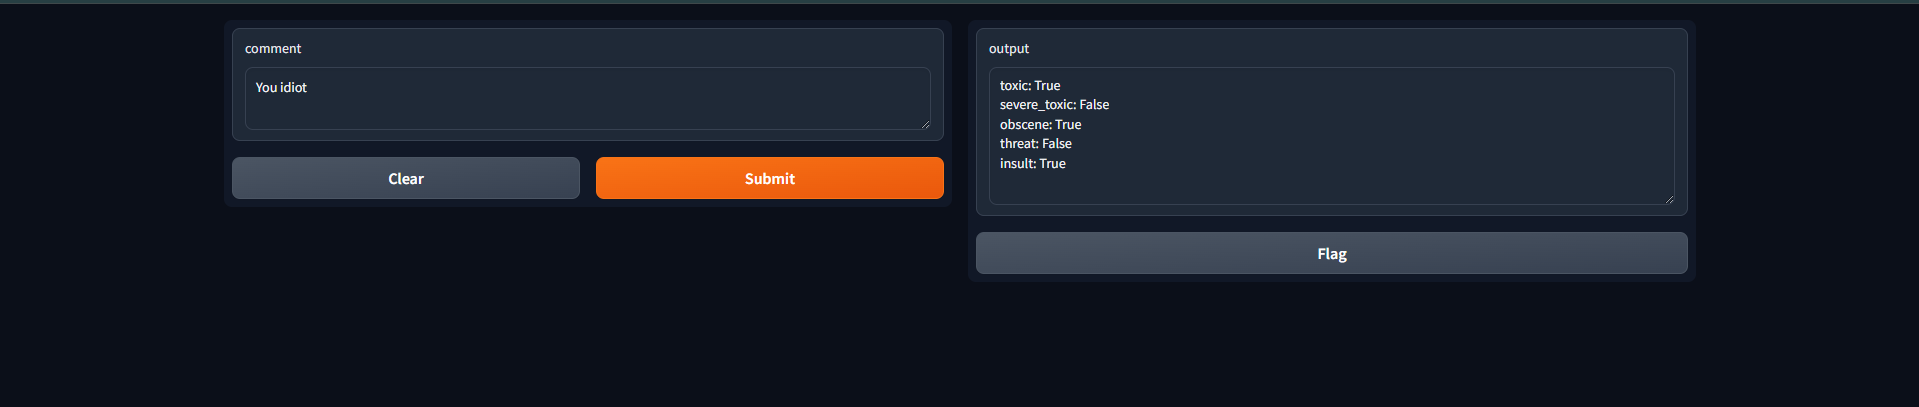 comment
You idiot
Clear
Submit
output
toxic: True
severe_toxic: False
obscene: True
threat: False
insult: True
Flag